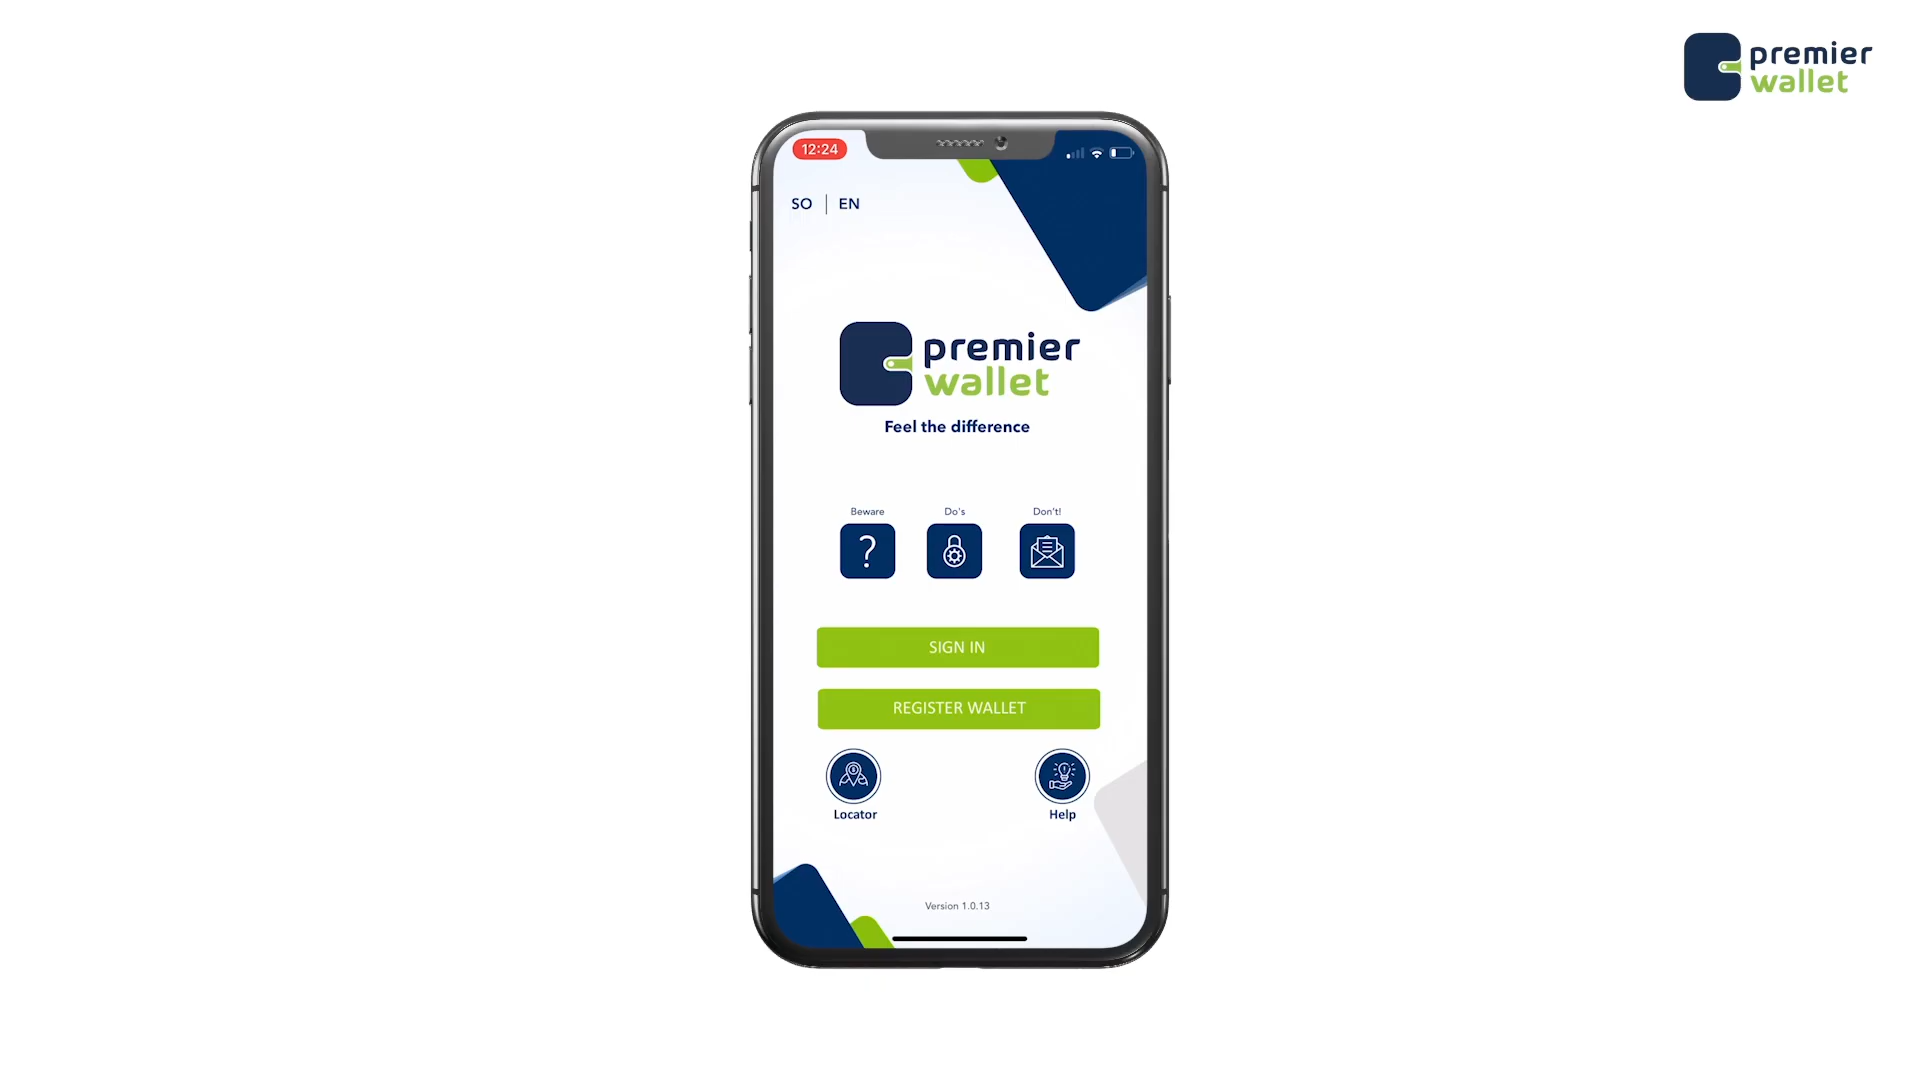 premier
wallet
12:24
SO | EN
premier
wallet
Feel the difference
Beware
Do's
Don't!
?
SIGN IN
REGISTER WALLET
Locator
Help
Version 1.0.13